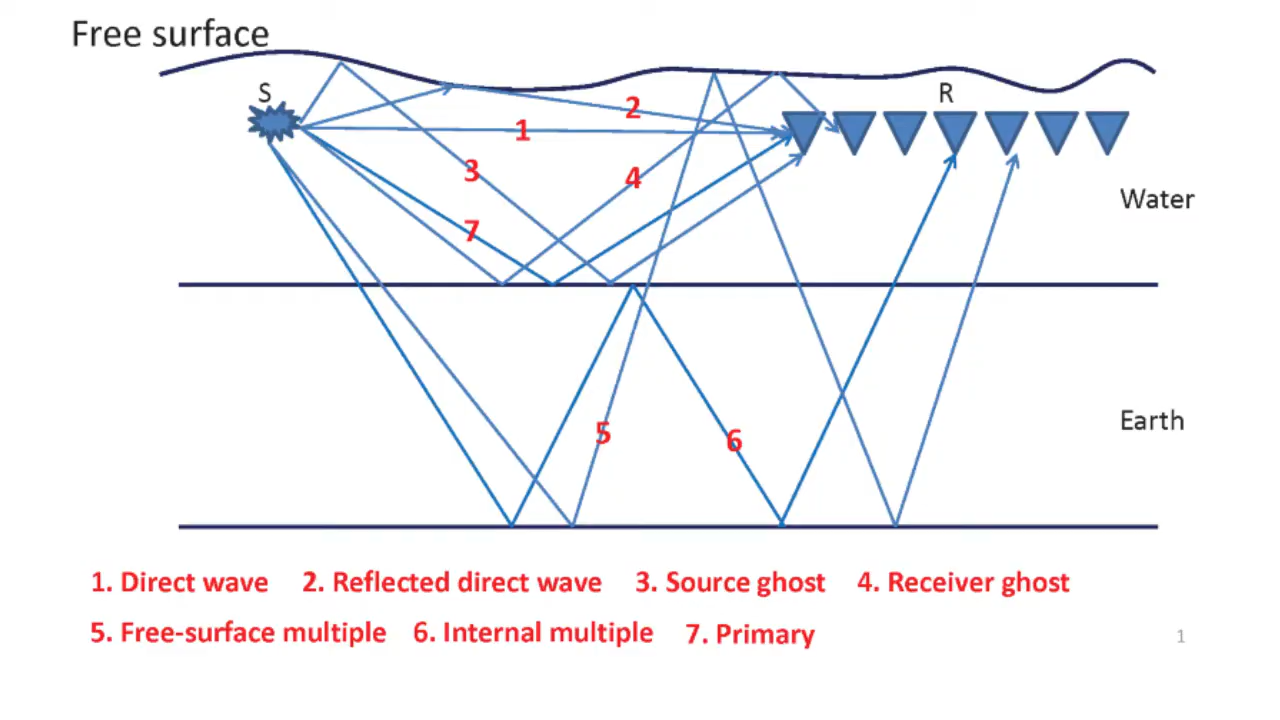 Free surface
S
R
2
1
3
4
Water
7
Earth
5
6
1. Direct wave 2. Reflected direct wave 3. Source ghost 4. Receiver ghost
5. Free-surface multiple 6. Internal multiple 7. Primary
1